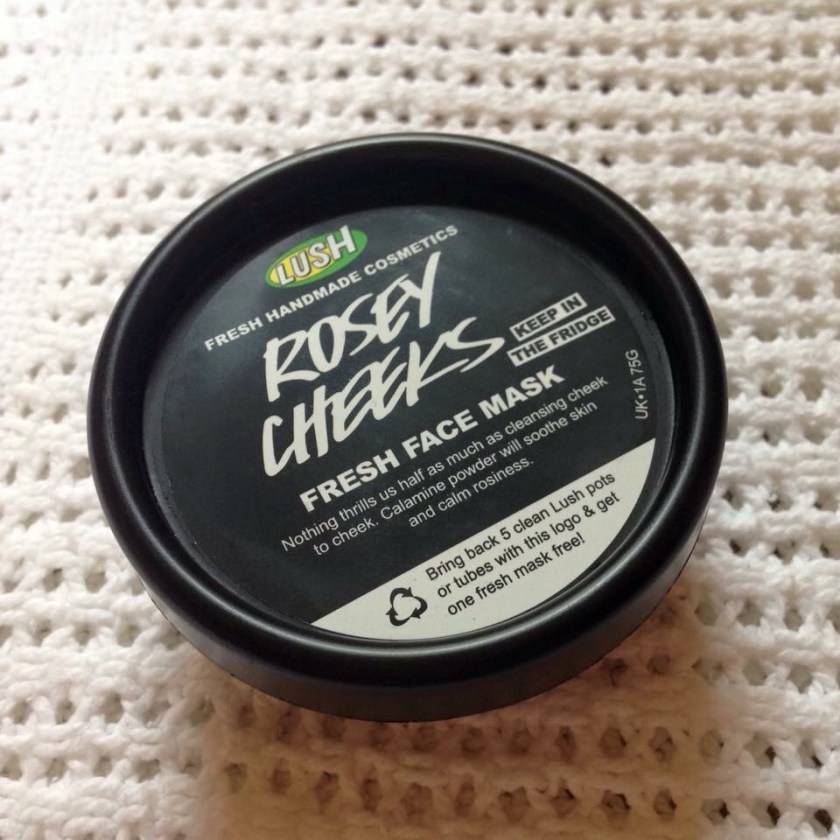 LUSH
FRESH HANDMADE COSMETICS
ROSEY
CHEEKS
KEEP IN
THE FRIDGE
FRESH FACE MASK
Nothing thrills us half as much as cleansing cheek
to cheek. Calamine powder will soothe skin
and calm rosiness.
UK•1A 75G
Bring back 5 clean Lush pots
or tubes with this logo & get
one fresh mask free!